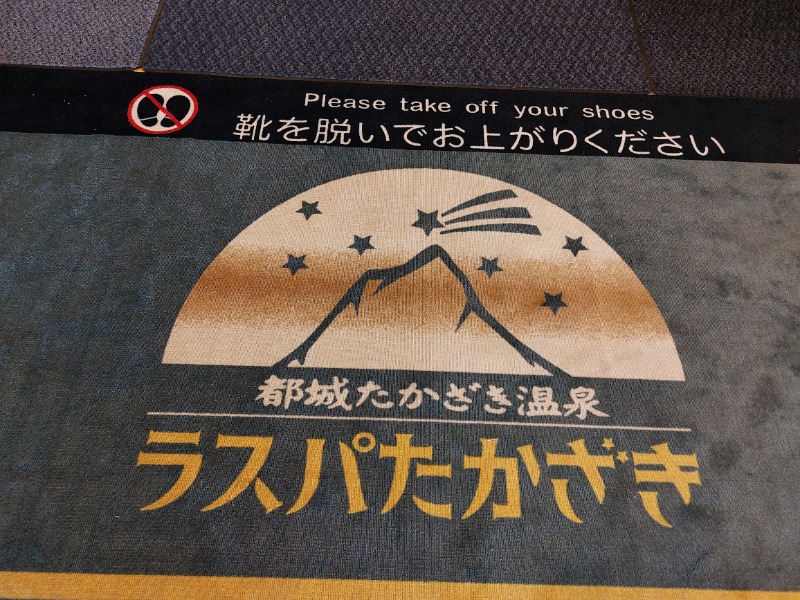 Please take off your shoes
靴を脱いでお上がりください
都城たかざき温泉
ラスパたかざき